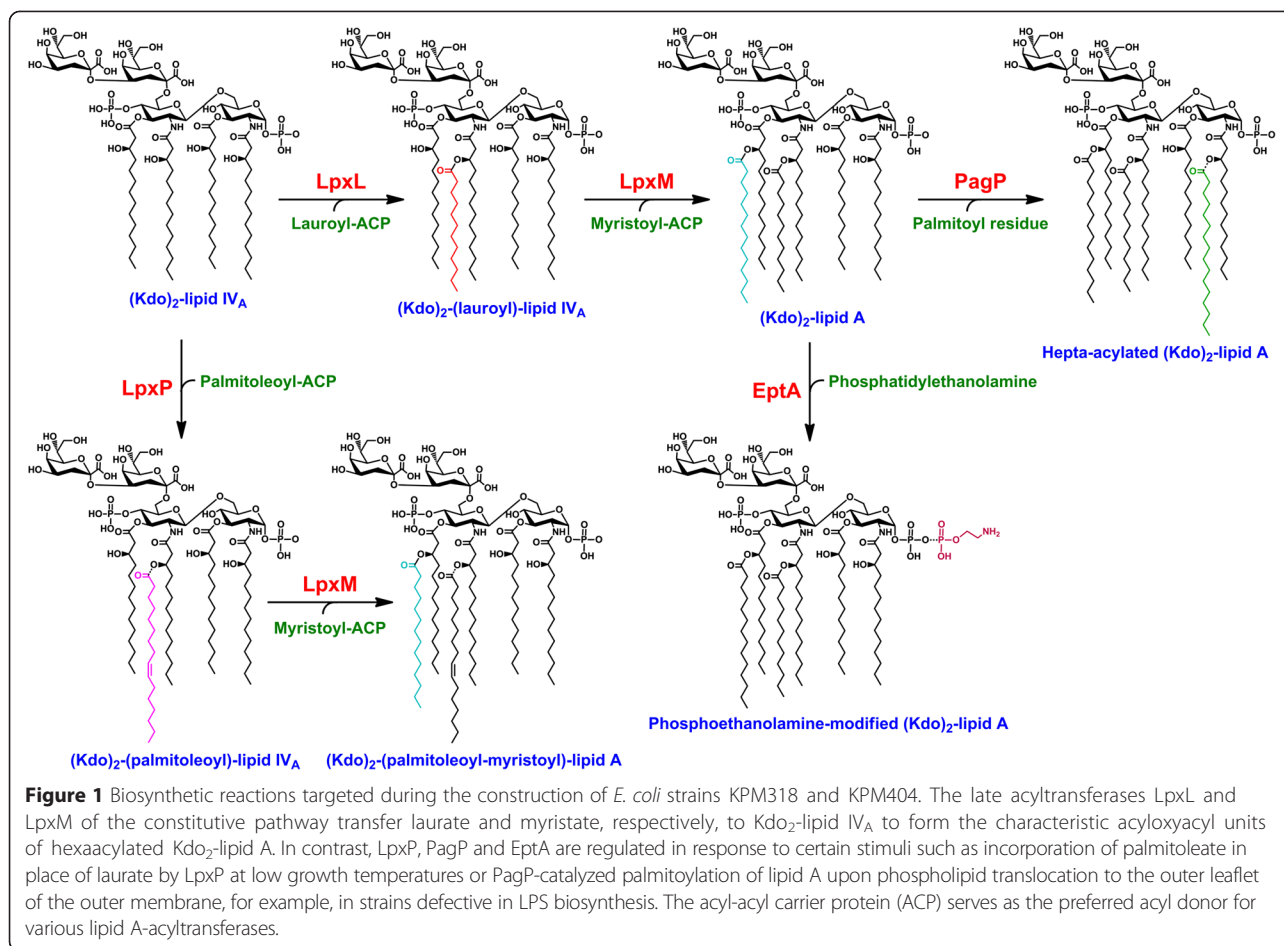 LpxL
Lauroyl-ACP
LpxM
Myristoyl-ACP
PagP
Palmitoyl residue
(Kdo)2-lipid IVA
(Kdo)2-(lauroyl)-lipid IVA
(Kdo)2-lipid A
Hepta-acylated (Kdo)2-lipid A
LpxP
Palmitoleoyl-ACP
EptA
Phosphatidylethanolamine
LpxM
Myristoyl-ACP
(Kdo)2-(palmitoleoyl)-lipid IVA
(Kdo)2-(palmitoleoyl-myristoyl)-lipid A
Phosphoethanolamine-modified (Kdo)2-lipid A
Figure 1 Biosynthetic reactions targeted during the construction of E. coli strains KPM318 and KPM404. The late acyltransferases LpxL and
LpxM of the constitutive pathway transfer laurate and myristate, respectively, to Kdo2-lipid IVA to form the characteristic acyloxyacyl units
of hexaacylated Kdo2-lipid A. In contrast, LpxP, PagP and EptA are regulated in response to certain stimuli such as incorporation of palmitoleate in
place of laurate by LpxP at low growth temperatures or PagP-catalyzed palmitoylation of lipid A upon phospholipid translocation to the outer leaflet
of the outer membrane, for example, in strains defective in LPS biosynthesis. The acyl-acyl carrier protein (ACP) serves as the preferred acyl donor for
various lipid A-acyltransferases.